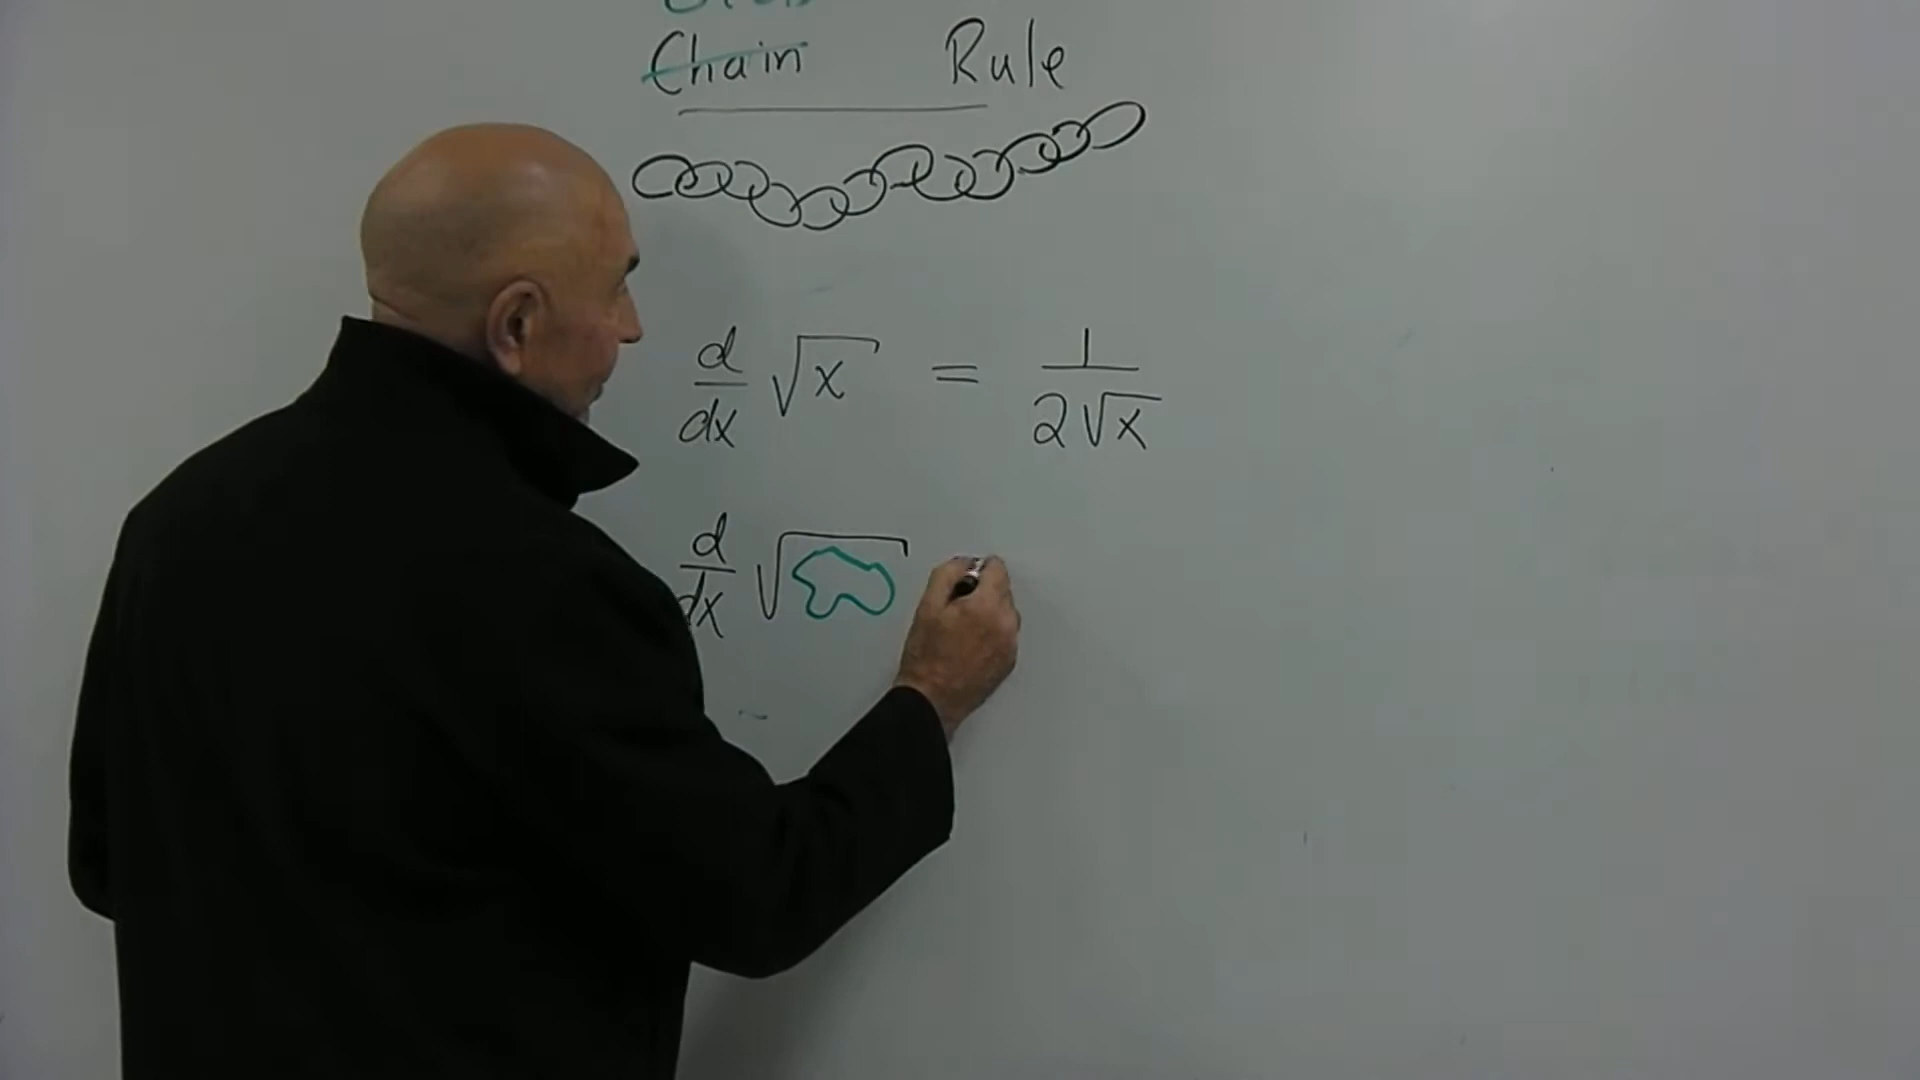 Chain Rule
d/dx √x = 1/(2√x)
d/dx √